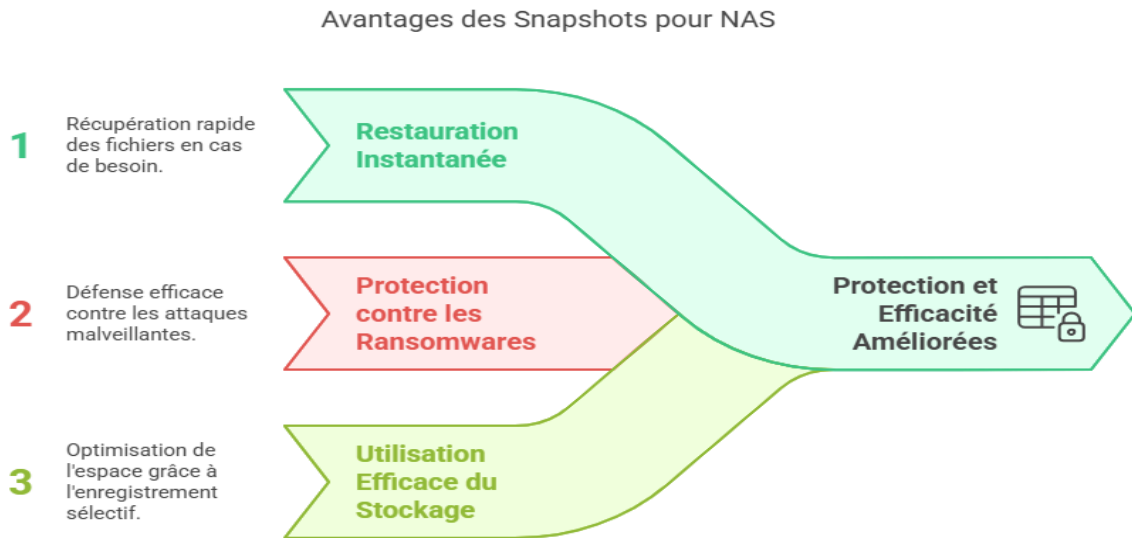 Avantages des Snapshots pour NAS
1
Récupération rapide
des fichiers en cas
de besoin.
Restauration
Instantanée
2
Défense efficace
contre les attaques
malveillantes.
Protection
contre les
Ransomwares
Protection et
Efficacité
Améliorées
3
Optimisation de
l'espace grâce à
l'enregistrement
sélectif.
Utilisation
Efficace du
Stockage